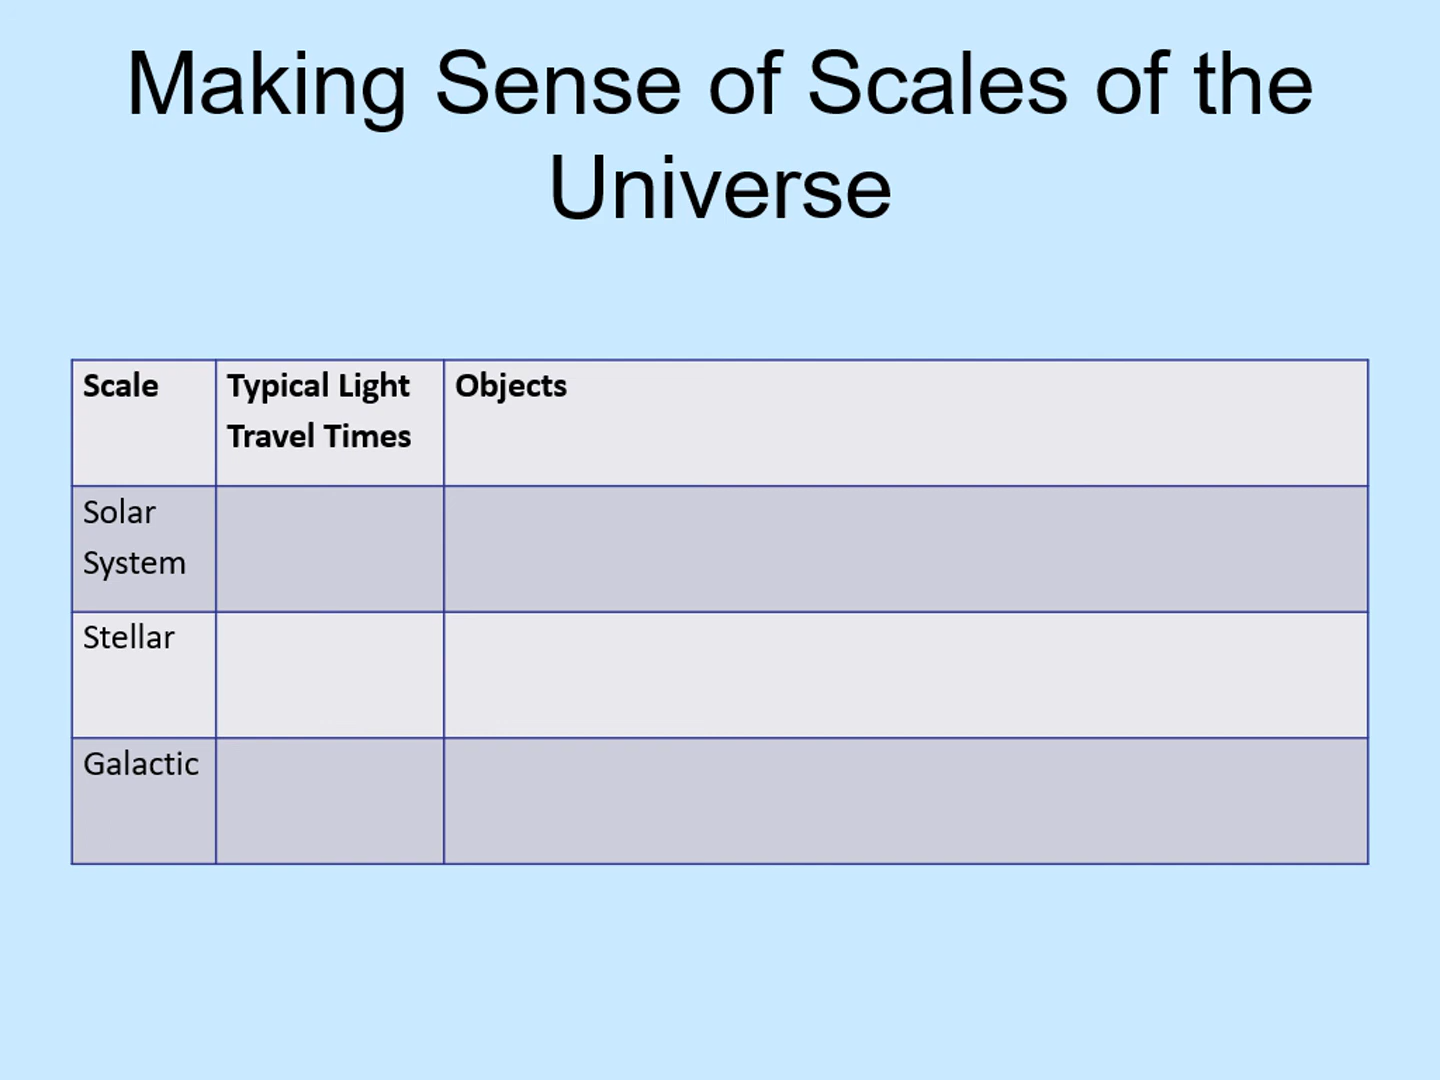 Making Sense of Scales of the
Universe
Scale
Typical Light
Travel Times
Objects
Solar
System
Stellar
Galactic